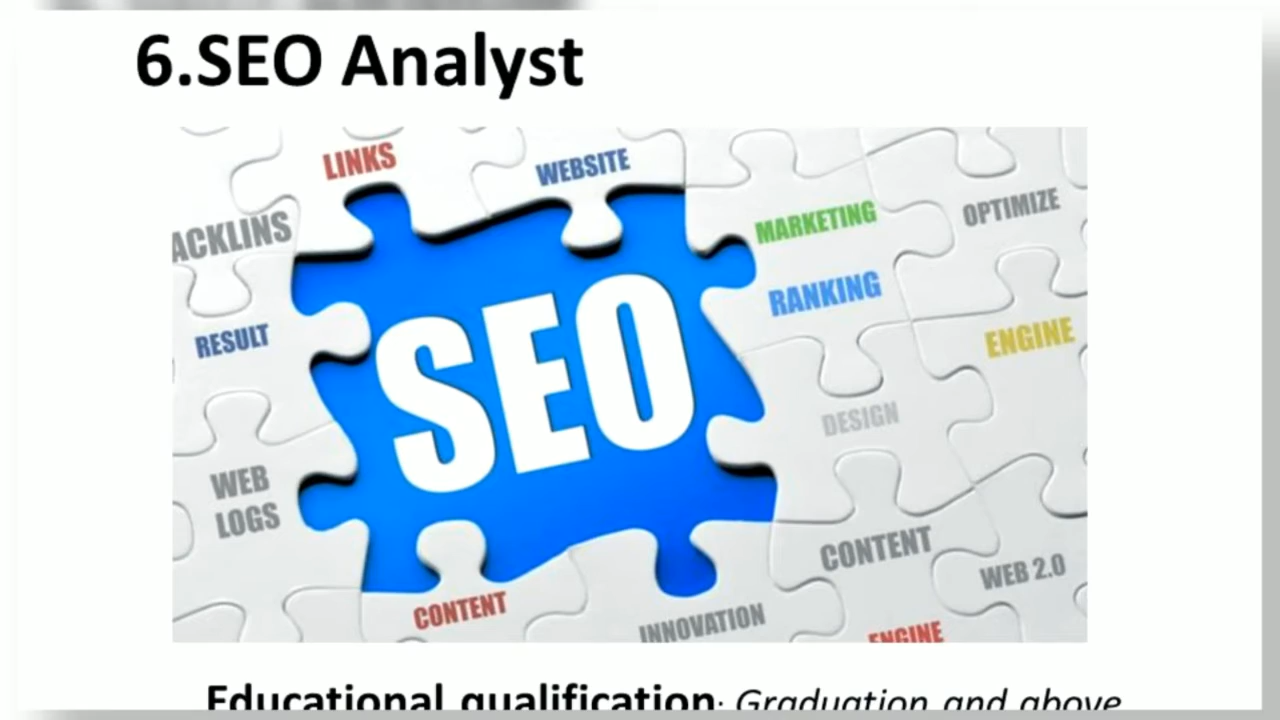 6.SEO Analyst
LINKS
WEBSITE
ACKLINS
MARKETING
OPTIMIZE
RANKING
RESULT
ENGINE
SEO
DESIGN
WEB
LOGS
CONTENT
WEB 2.0
CONTENT
INNOVATION
ENGINE
Educational qualification: Graduation and above